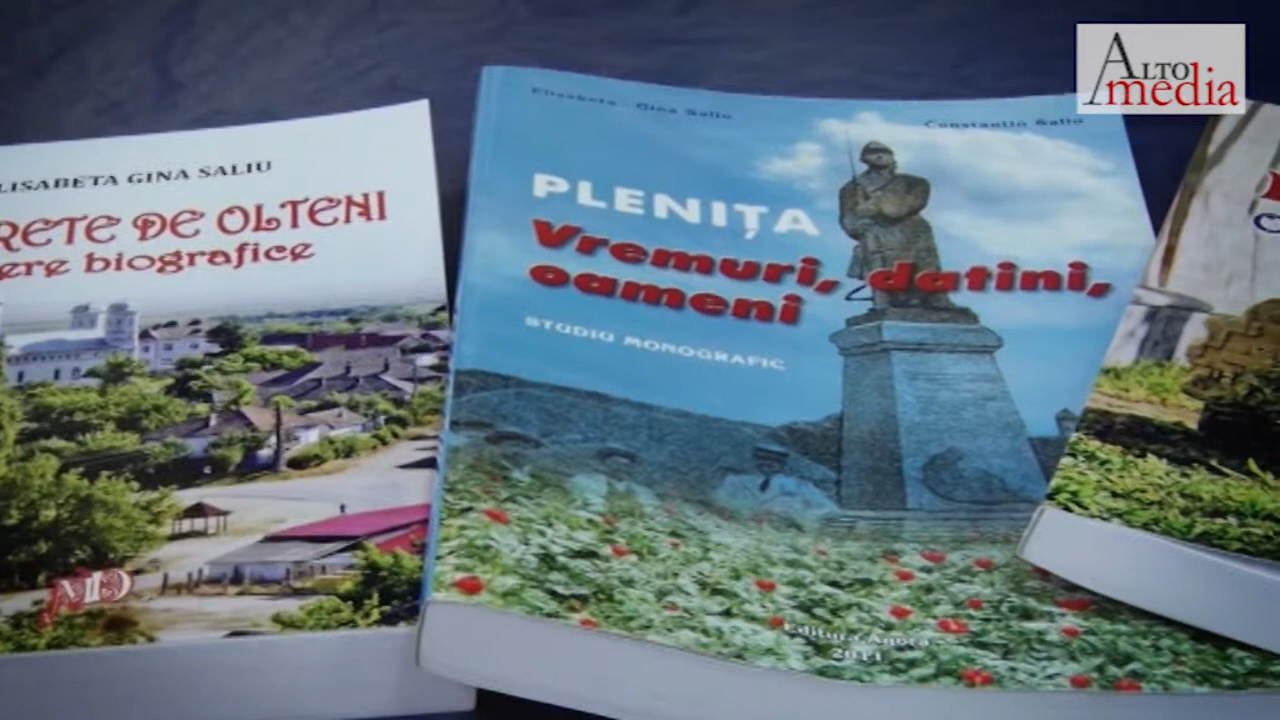 ALTO
media
ELISABETA GINA SALIU
RETE DE OLTENI
ere biografice
Elisabeta - Gina Saliu
Constantin Saliu
PLENIȚA
Vremuri, datini,
oameni
STUDIU MONOGRAFIC
Editura Agora
2011